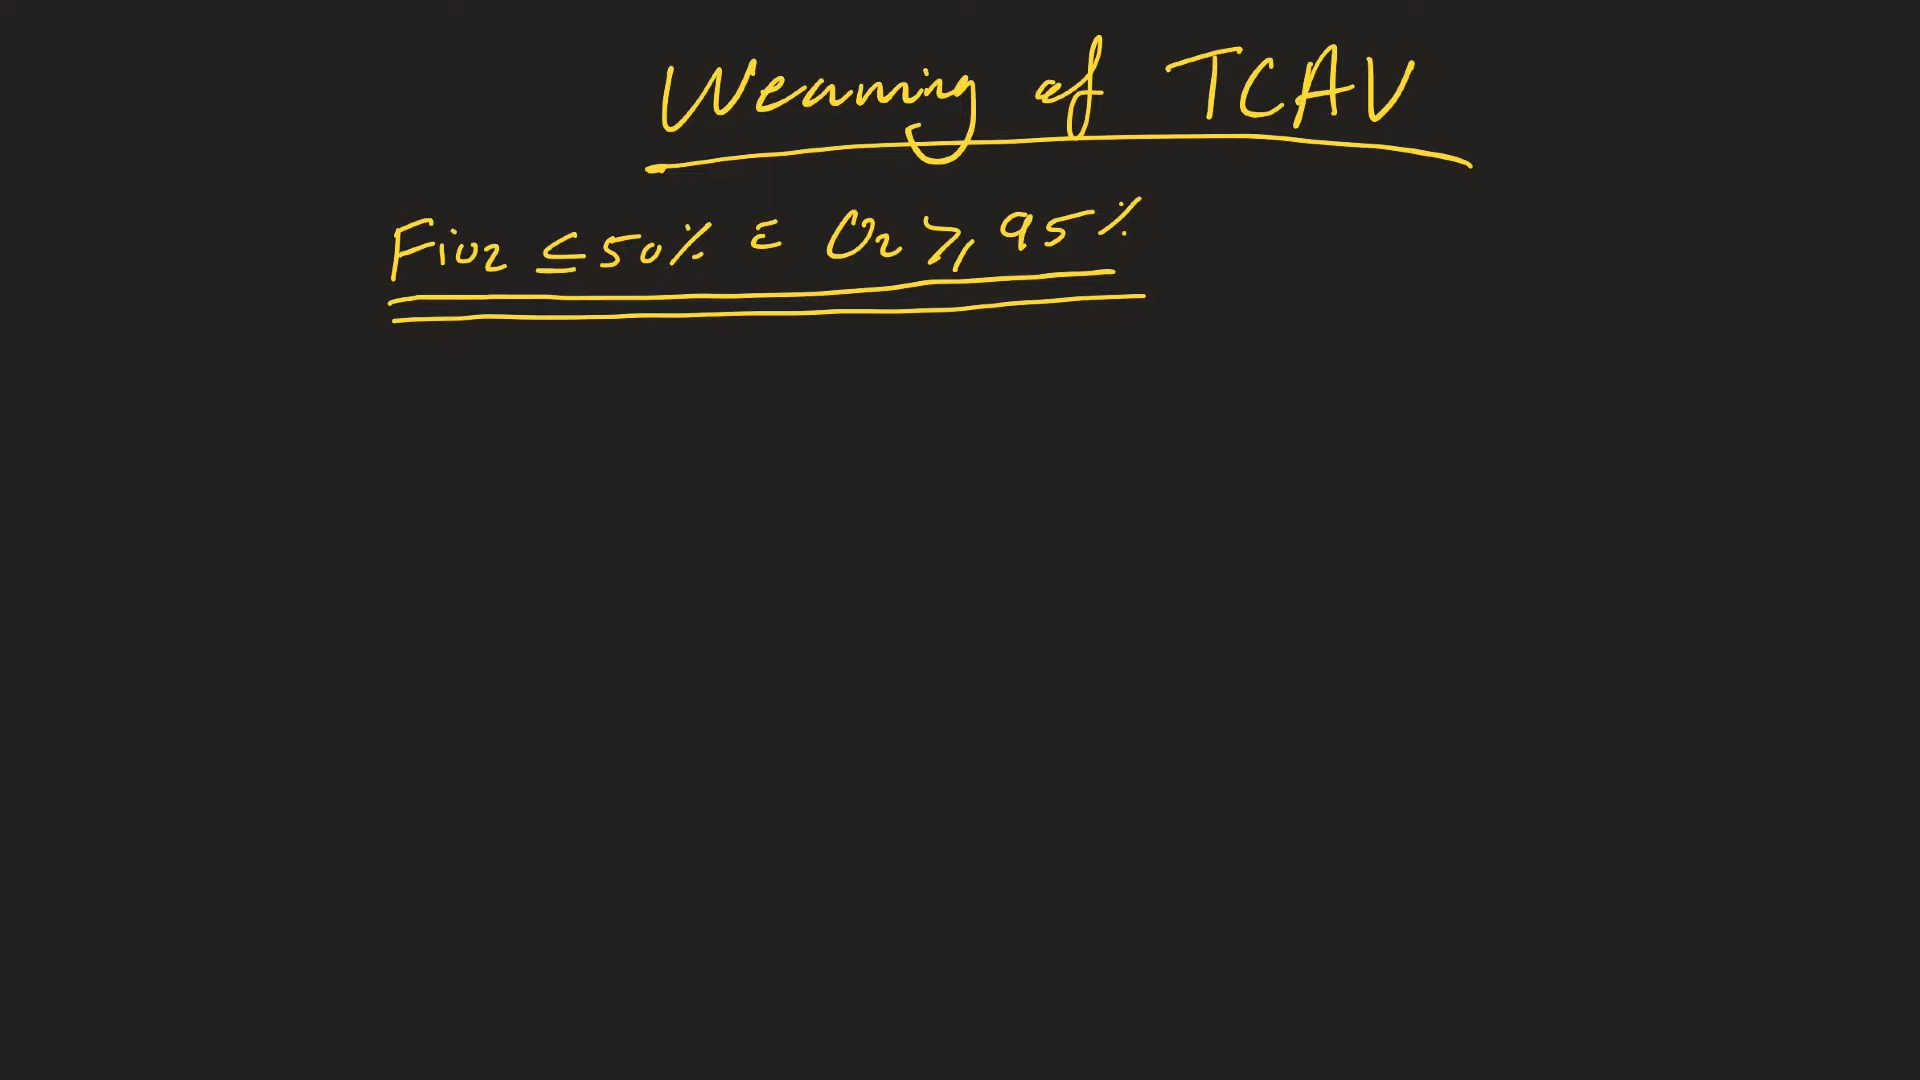 Weaning of TCAV
Fio2 ≤ 50% c̄ O2 ≥ 95%